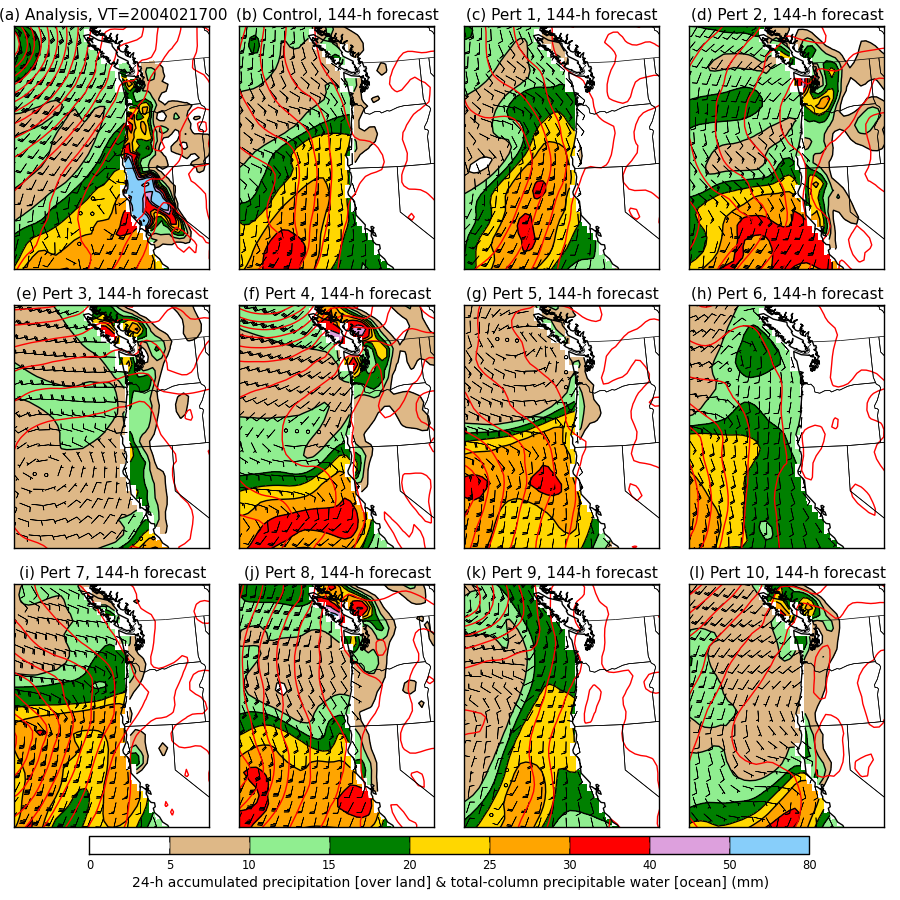 (a) Analysis, VT=2004021700
(b) Control, 144-h forecast
(c) Pert 1, 144-h forecast
(d) Pert 2, 144-h forecast
(e) Pert 3, 144-h forecast
(f) Pert 4, 144-h forecast
(g) Pert 5, 144-h forecast
(h) Pert 6, 144-h forecast
(i) Pert 7, 144-h forecast
(j) Pert 8, 144-h forecast
(k) Pert 9, 144-h forecast
(l) Pert 10, 144-h forecast
0 5 10 15 20 25 30 40 50 80
24-h accumulated precipitation [over land] & total-column precipitable water [ocean] (mm)